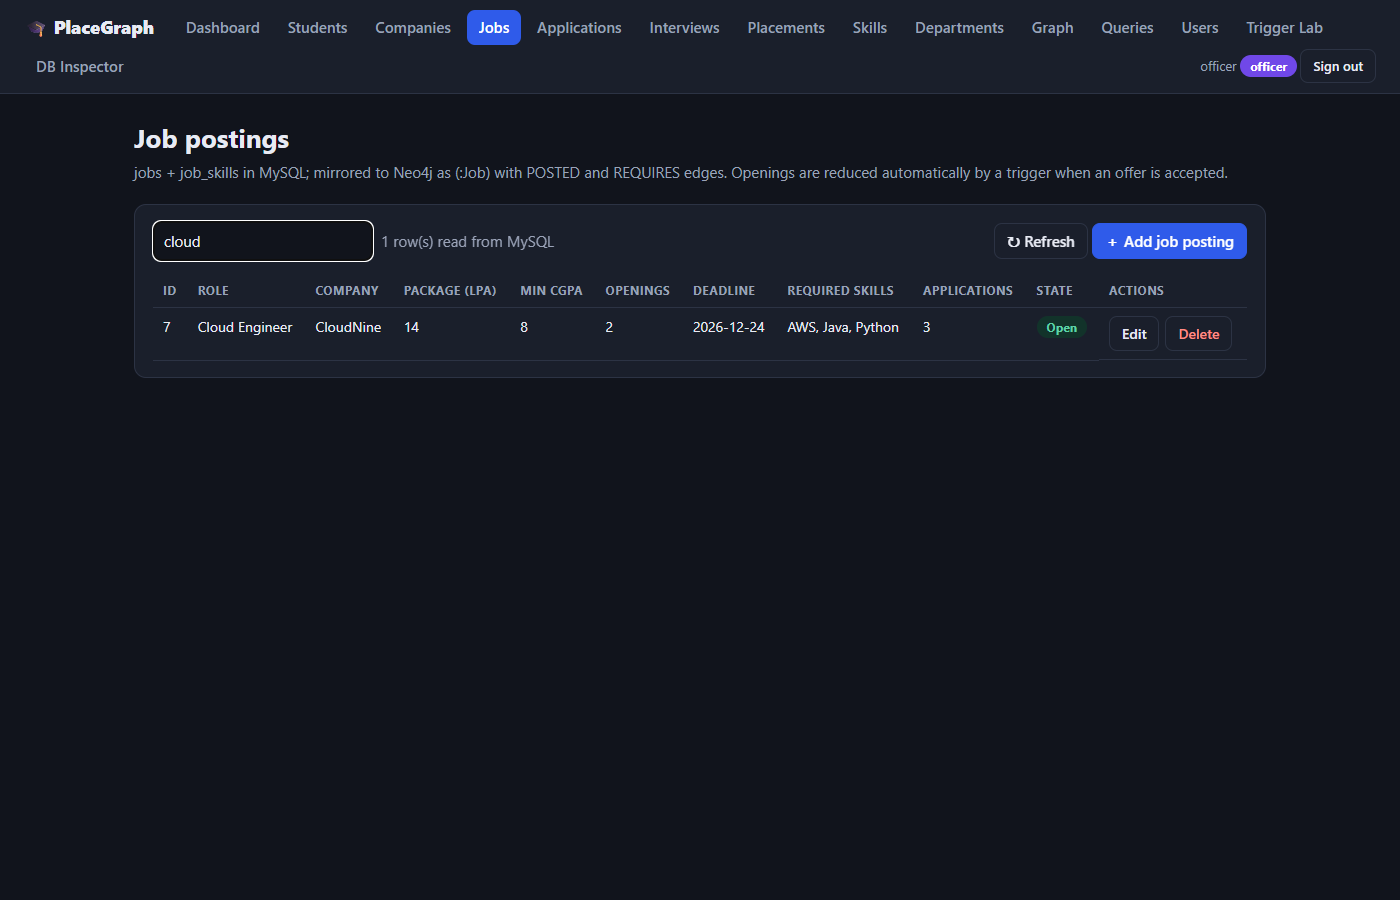 PlaceGraph Dashboard Students Companies Jobs Applications Interviews Placements Skills Departments Graph Queries Users Trigger Lab
DB Inspector officer officer Sign out
Job postings
jobs + job_skills in MySQL; mirrored to Neo4j as (:Job) with POSTED and REQUIRES edges. Openings are reduced automatically by a trigger when an offer is accepted.
cloud 1 row(s) read from MySQL ↻ Refresh + Add job posting
ID ROLE COMPANY PACKAGE (LPA) MIN CGPA OPENINGS DEADLINE REQUIRED SKILLS APPLICATIONS STATE ACTIONS
7 Cloud Engineer CloudNine 14 8 2 2026-12-24 AWS, Java, Python 3 Open Edit Delete